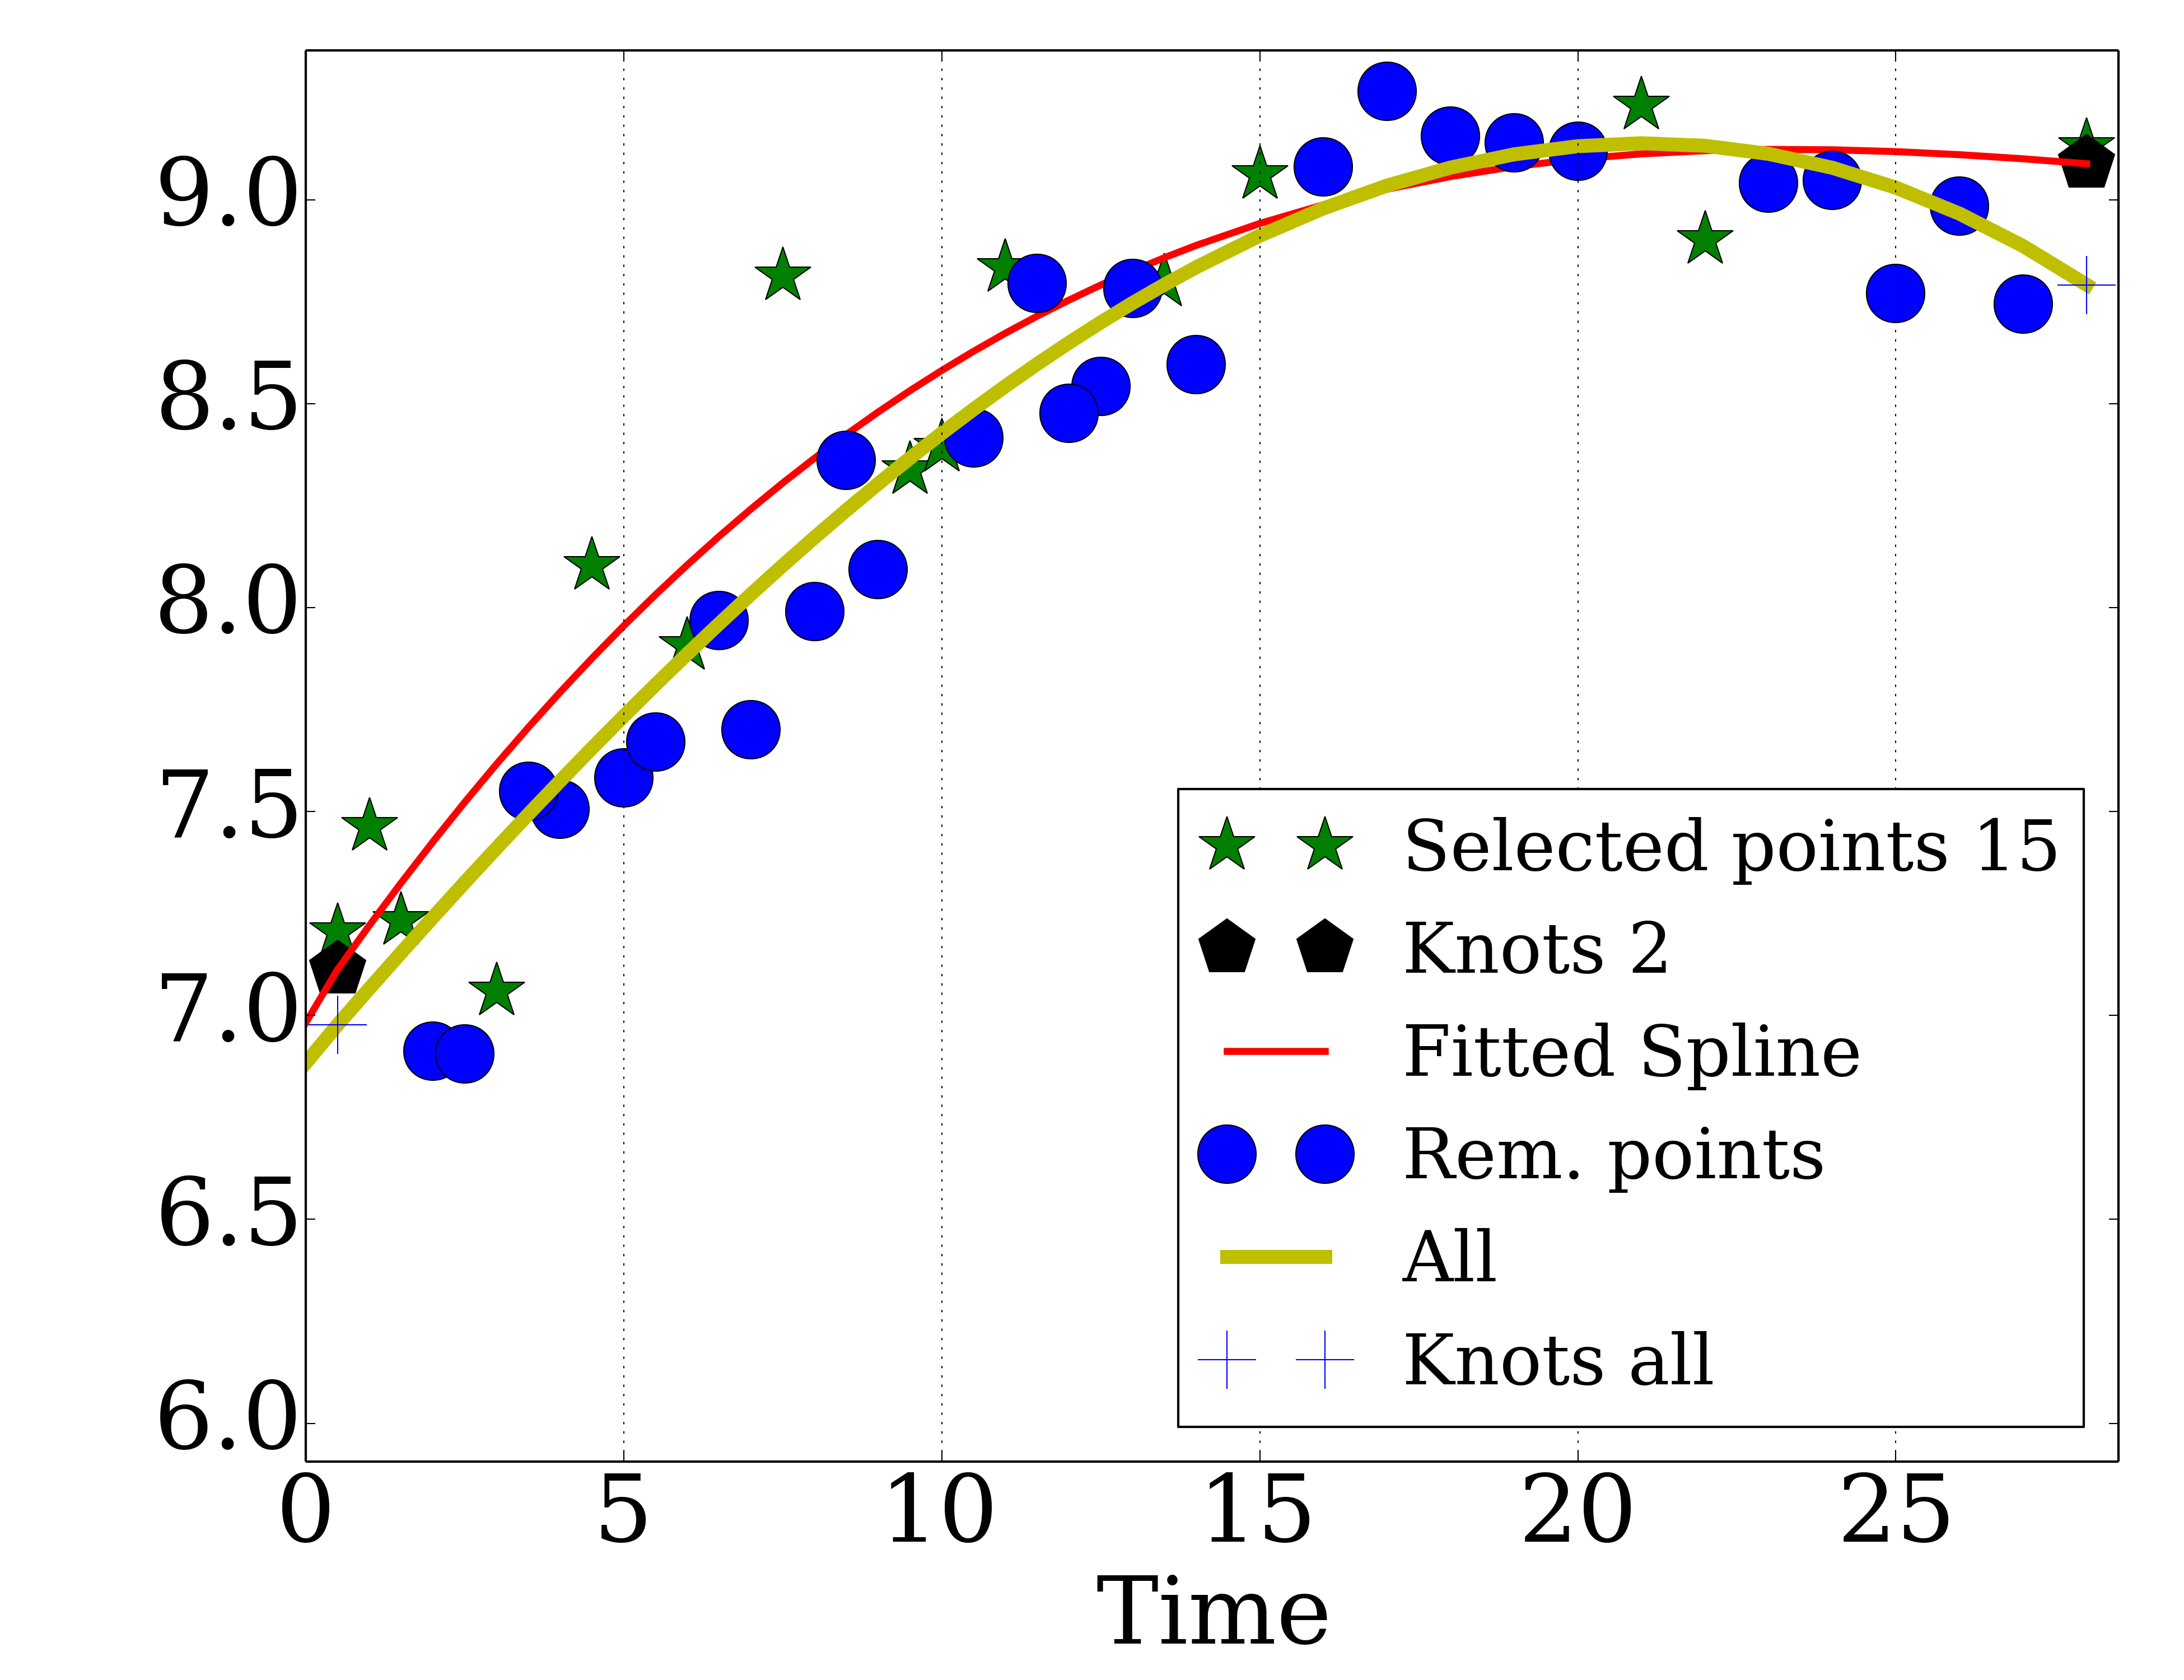 9.0
8.5
8.0
7.5
7.0
6.5
6.0
Selected points 15
Knots 2
Fitted Spline
Rem. points
All
Knots all
0 5 10 15 20 25
Time